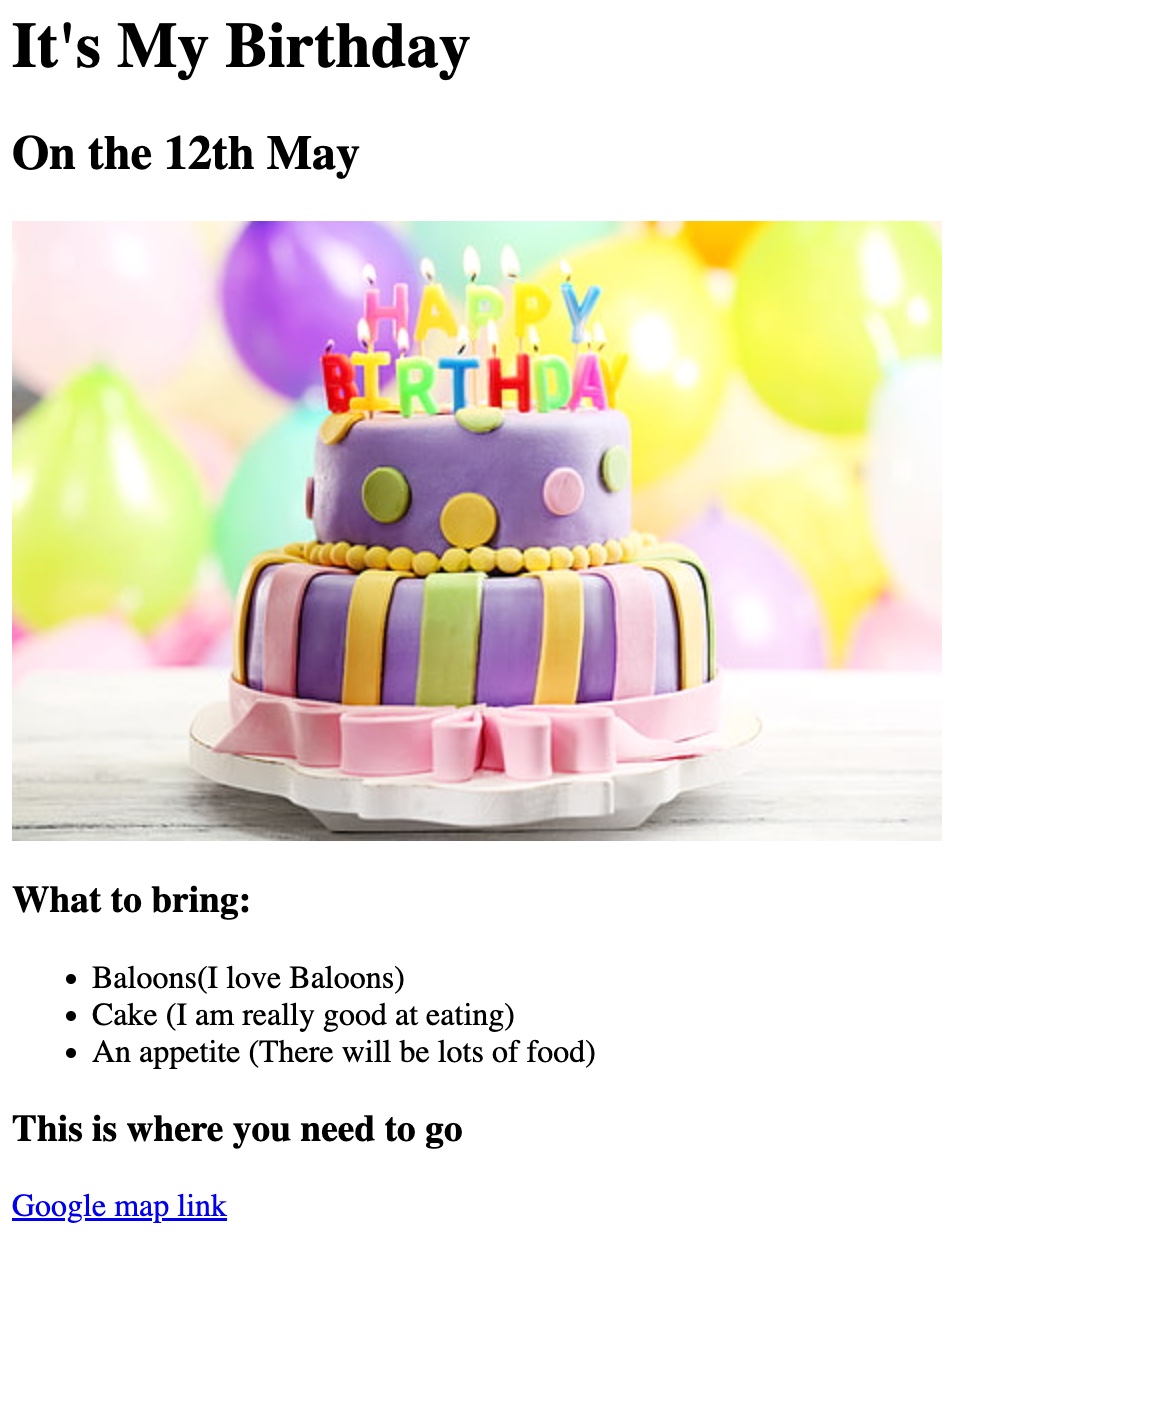 It's My Birthday
On the 12th May
HAPPY
BIRTHDAY
What to bring:
Baloons(I love Baloons)
Cake (I am really good at eating)
An appetite (There will be lots of food)
This is where you need to go
Google map link